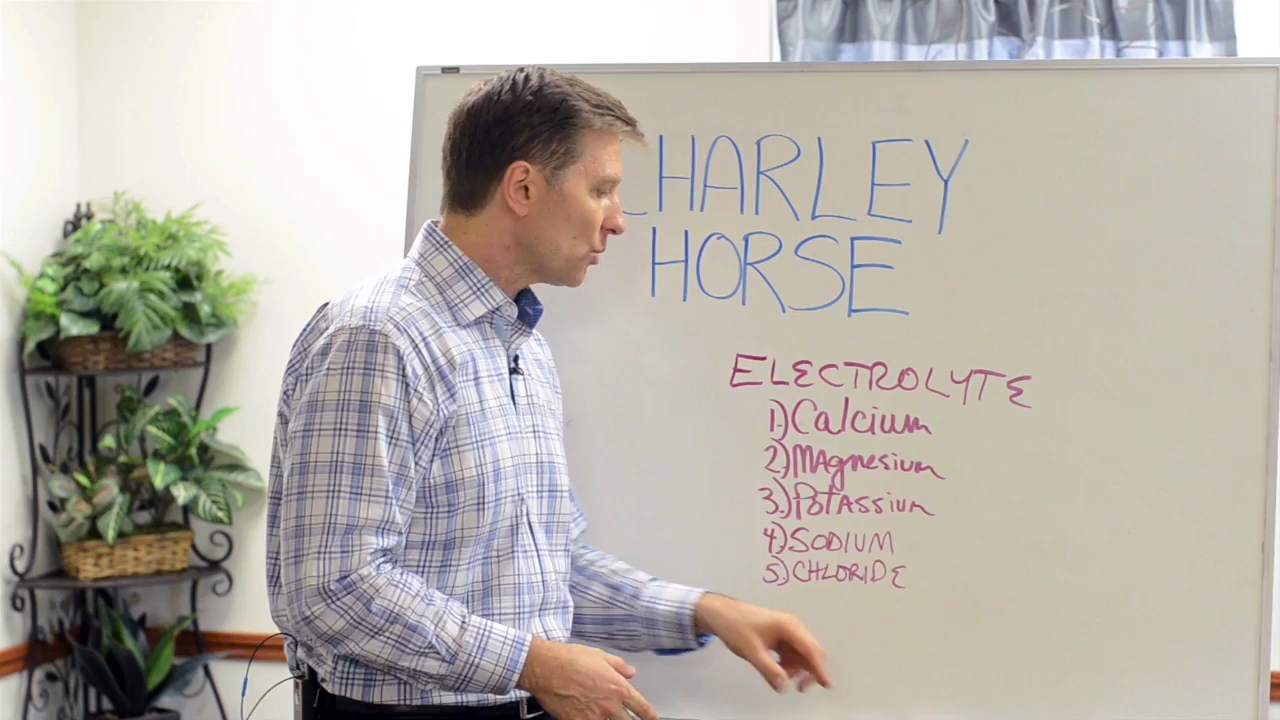 CHARLEY
HORSE
ELECTROLYTE
1.) Calcium
2.) MAgnesium
3.) POTASSIUM
4.) SODIUM
5.) CHLORIDE